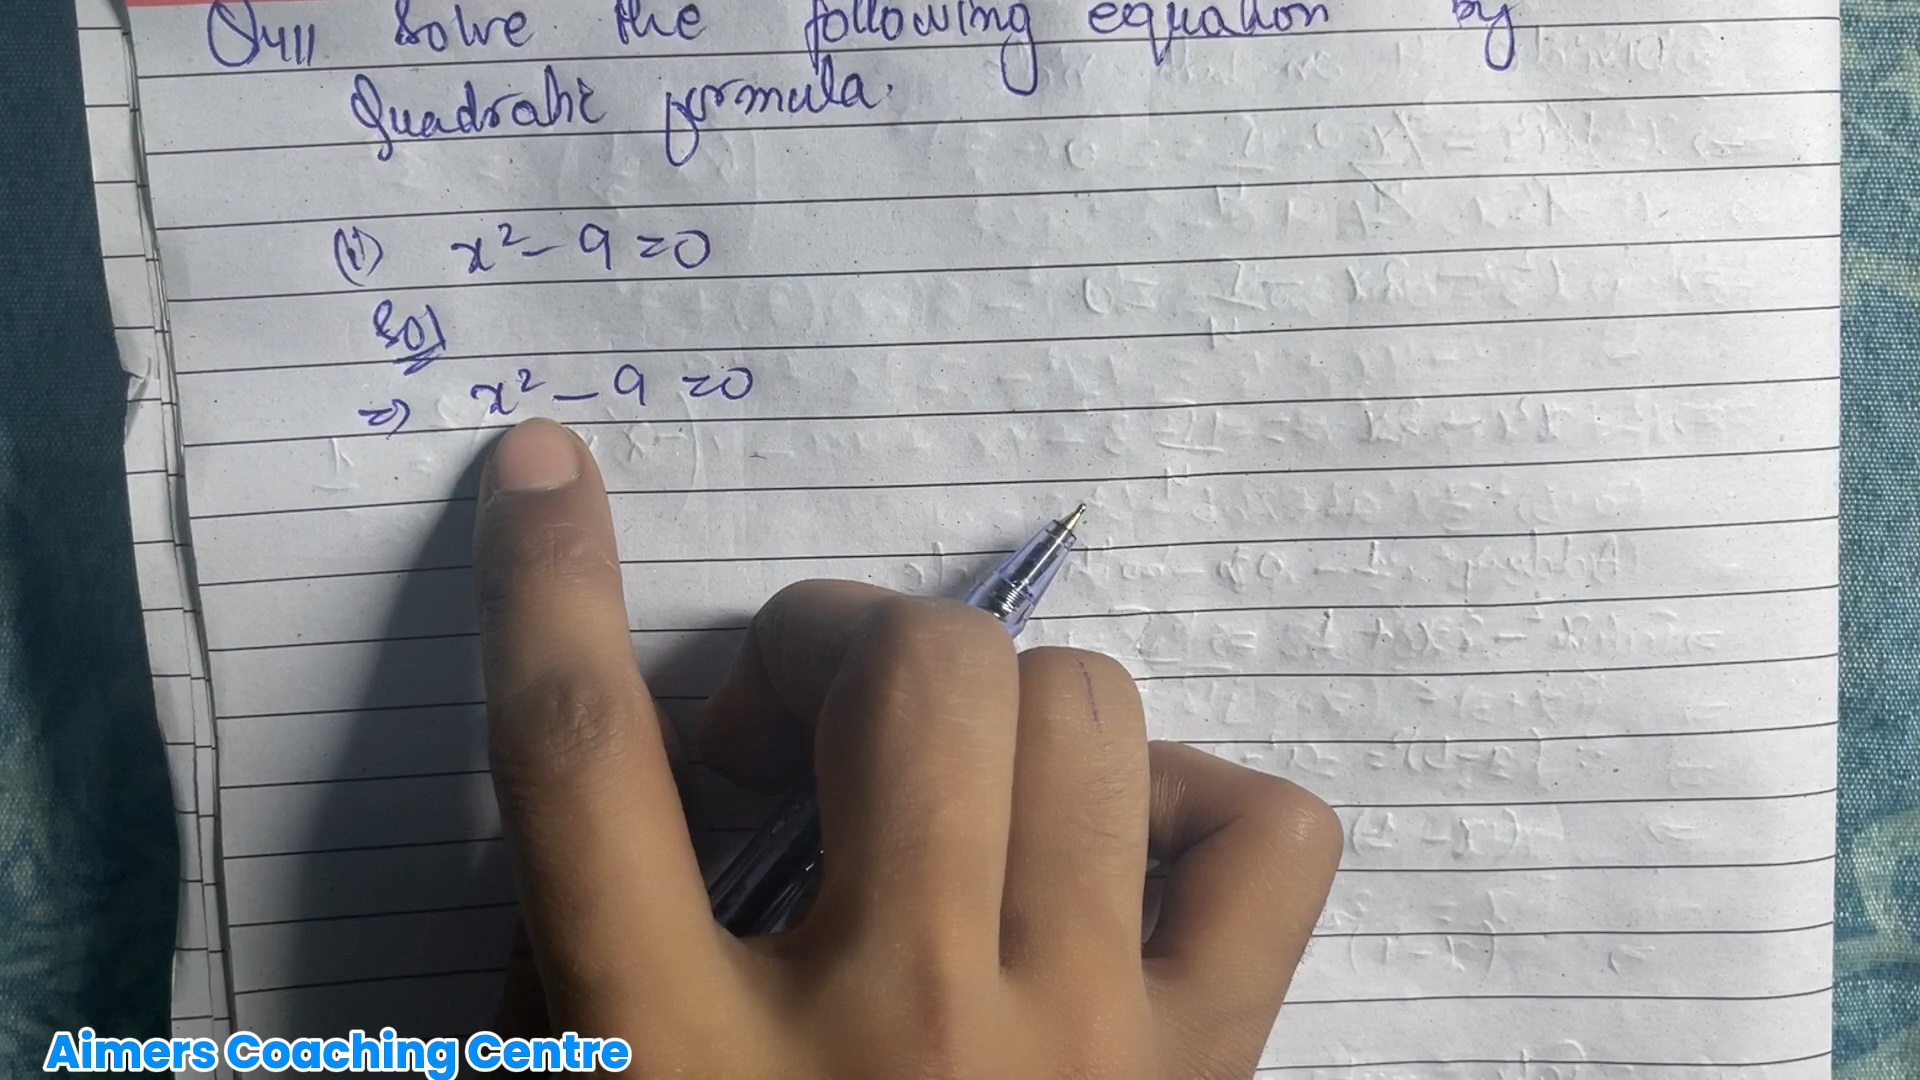 Q411 Solve the following equation by
Quadratic formula.
(i) x² - 9 = 0
Sol
=> x² - 9 = 0
Aimers Coaching Centre